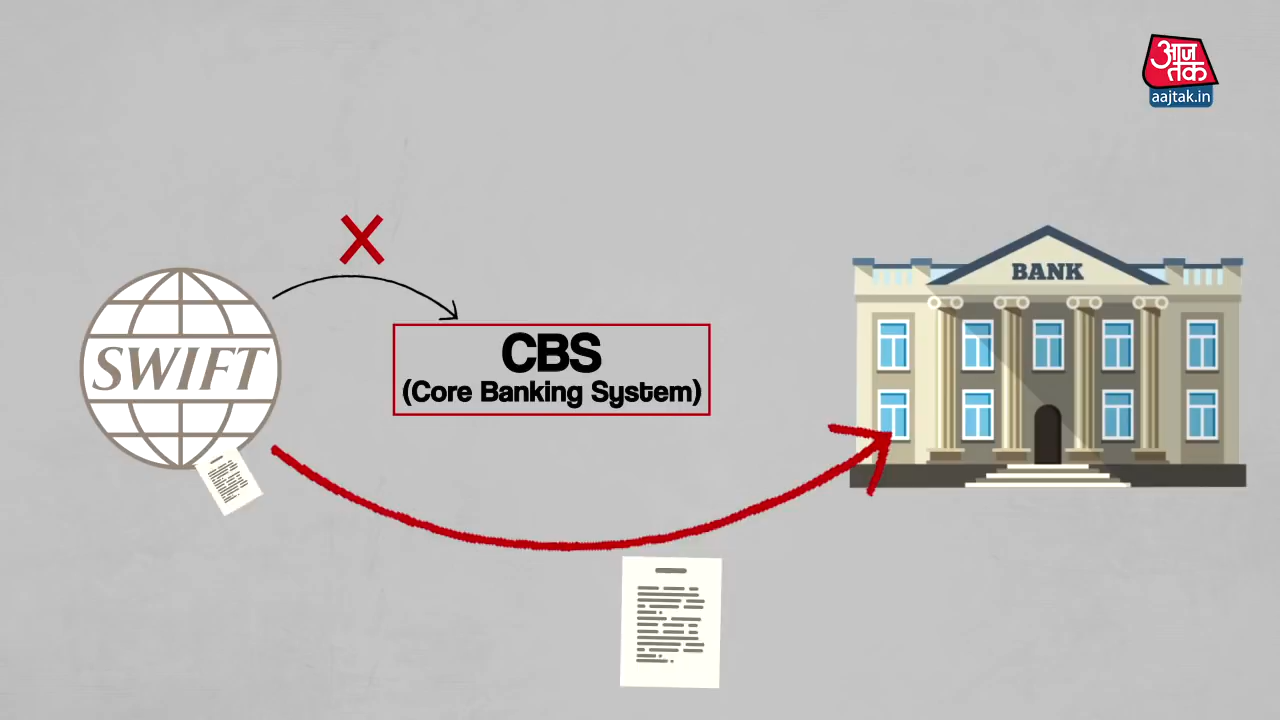 आज
तक
aajtak.in
BANK
SWIFT
CBS
(Core Banking System)